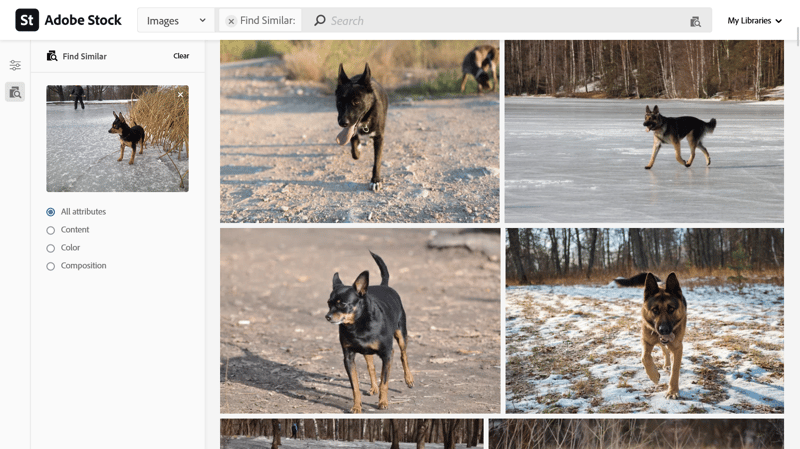 St Adobe Stock
Images
Find Similar:
Search
My Libraries
Find Similar
Clear
All attributes
Content
Color
Composition